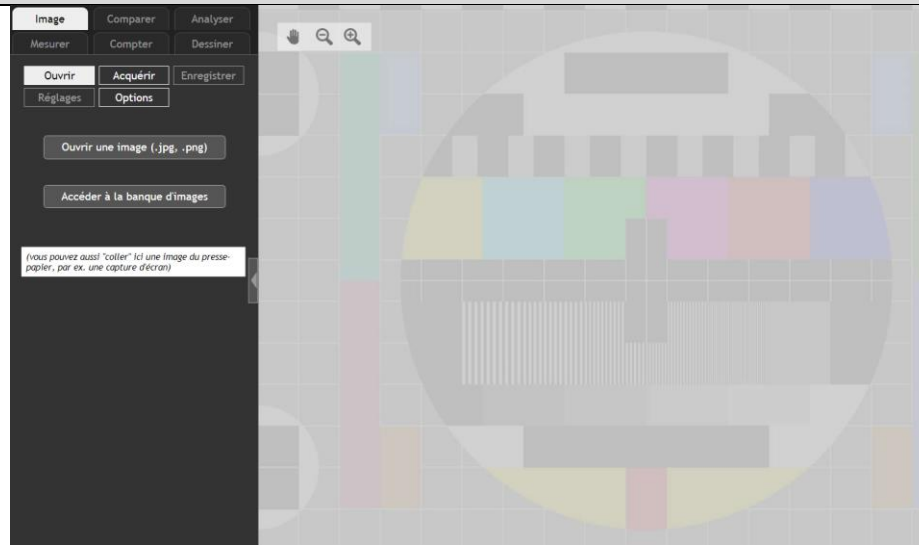 Image Comparer Analyser
Mesurer Compter Dessiner
Ouvrir Acquérir Enregistrer
Réglages Options
Ouvrir une image (.jpg, .png)
Accéder à la banque d'images
(vous pouvez aussi "coller" ici une image du presse-
papier, par ex. une capture d'écran)